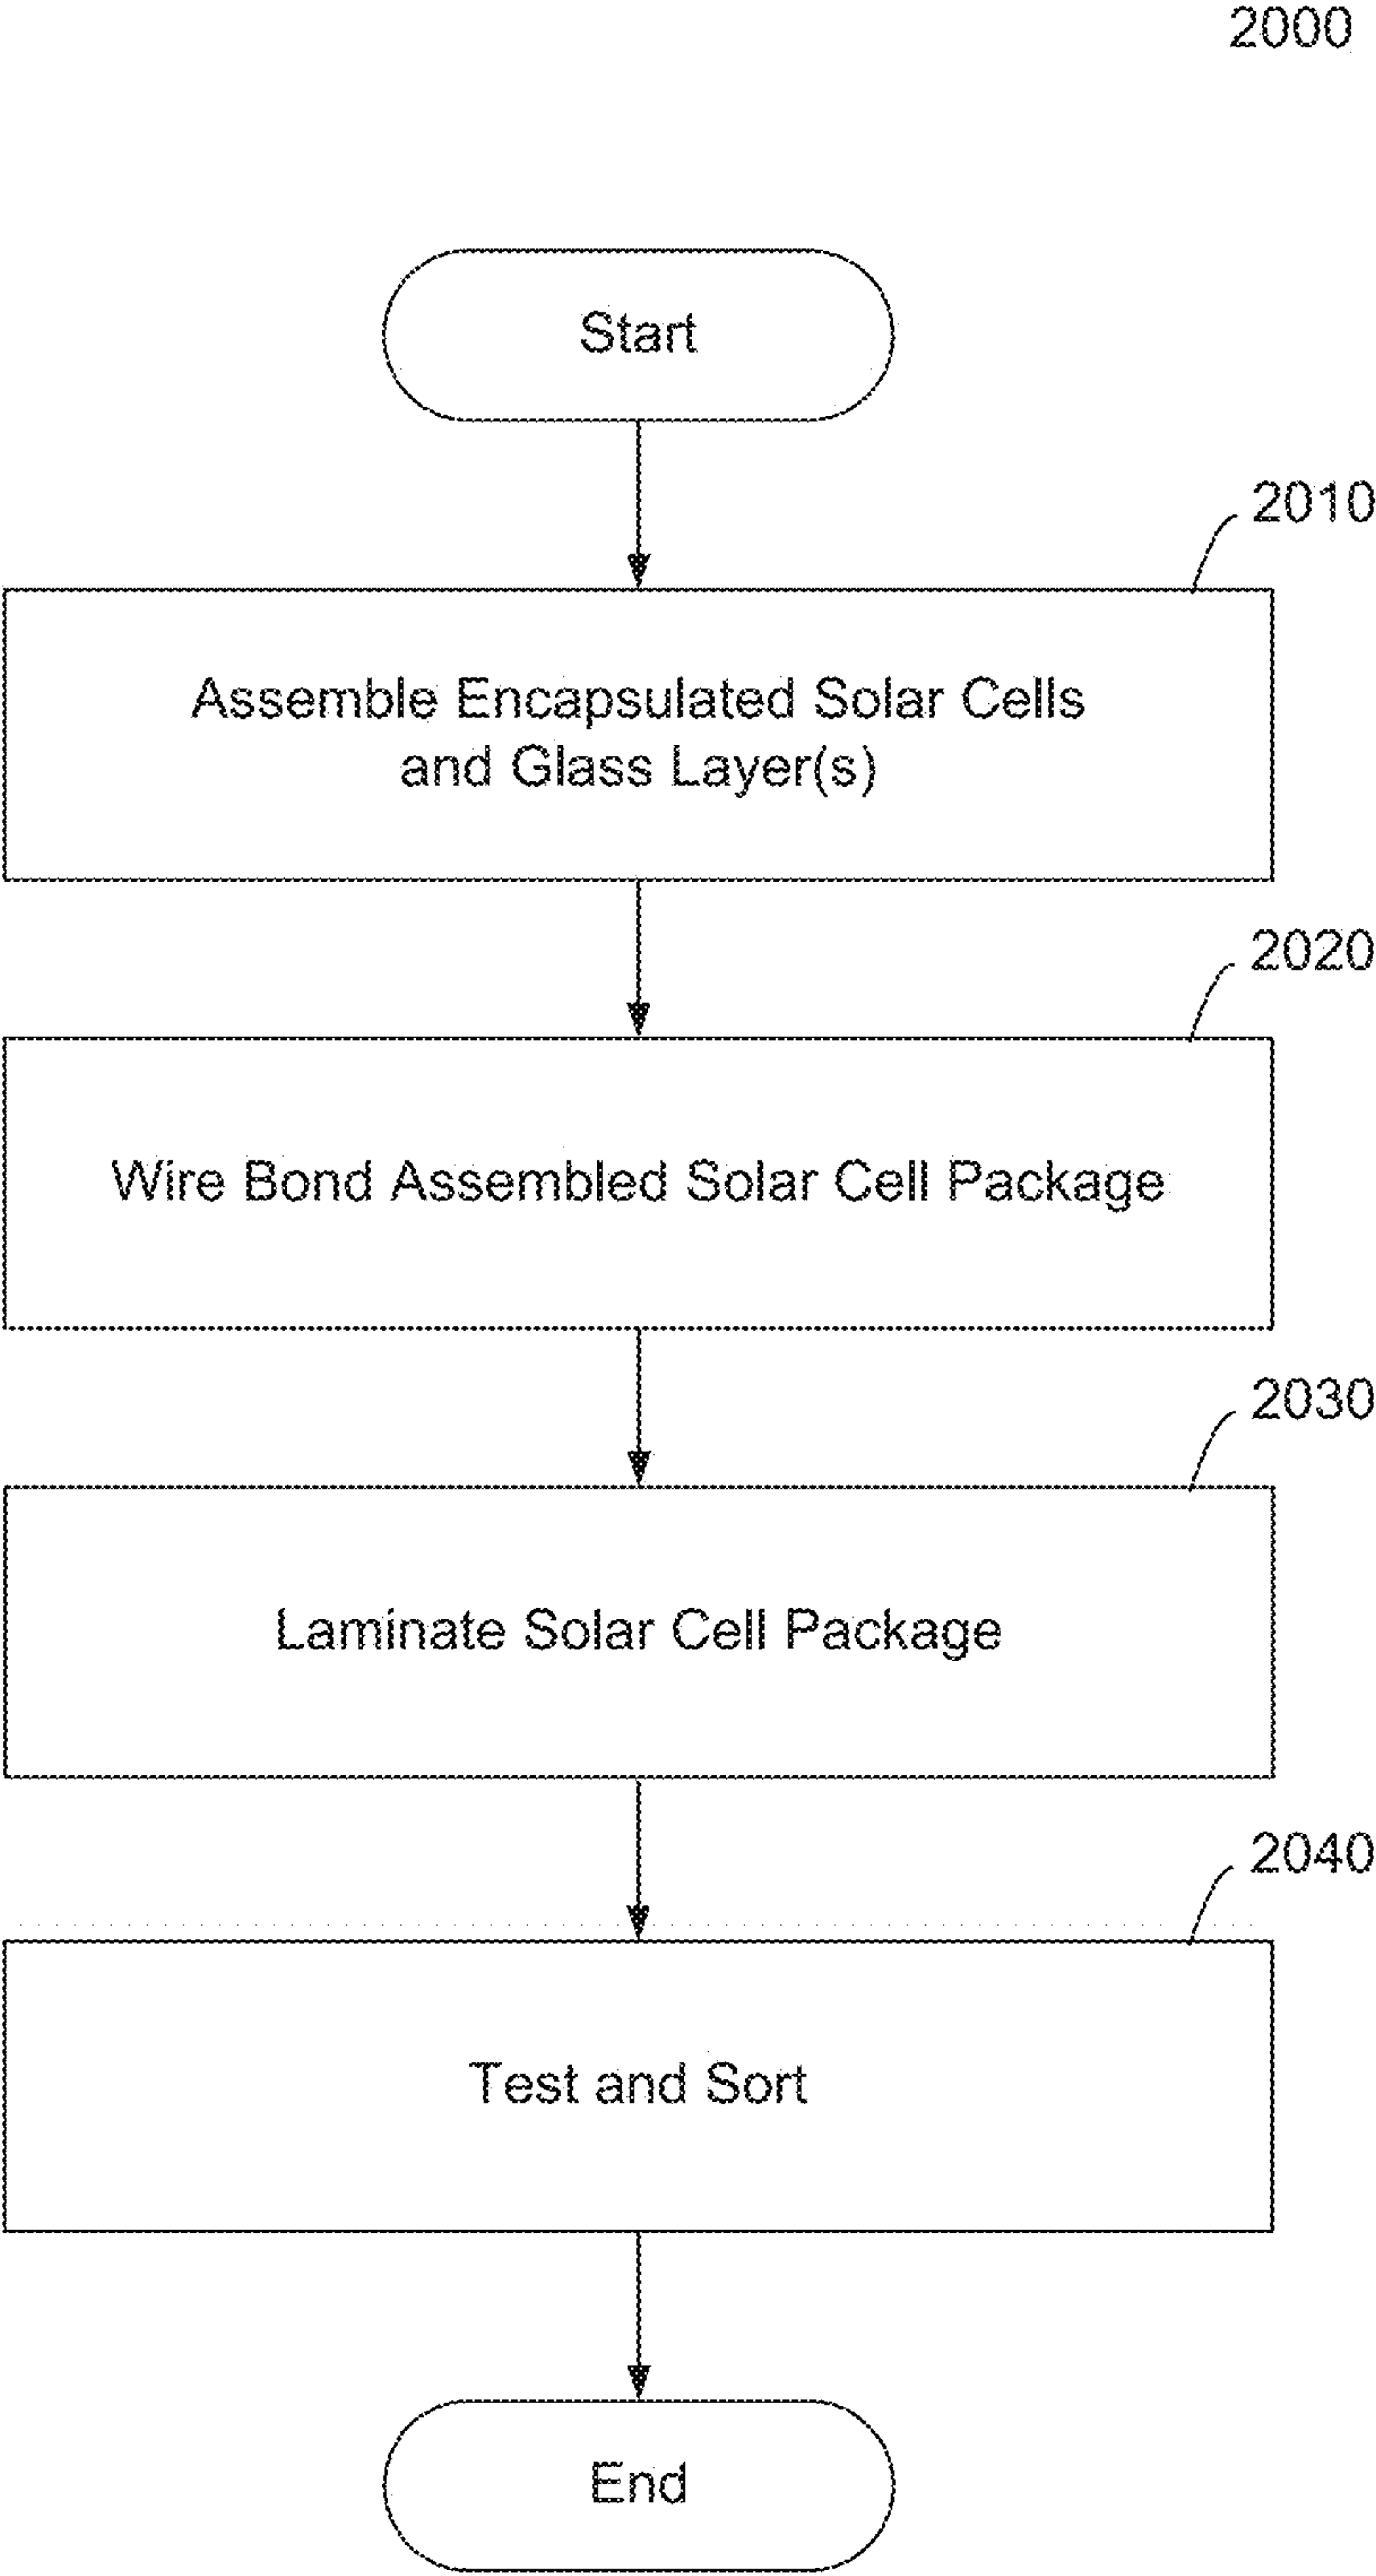 2000
Start
2010
Assemble Encapsulated Solar Cells
and Glass Layer(s)
2020
Wire Bond Assembled Solar Cell Package
2030
Laminate Solar Cell Package
2040
Test and Sort
End